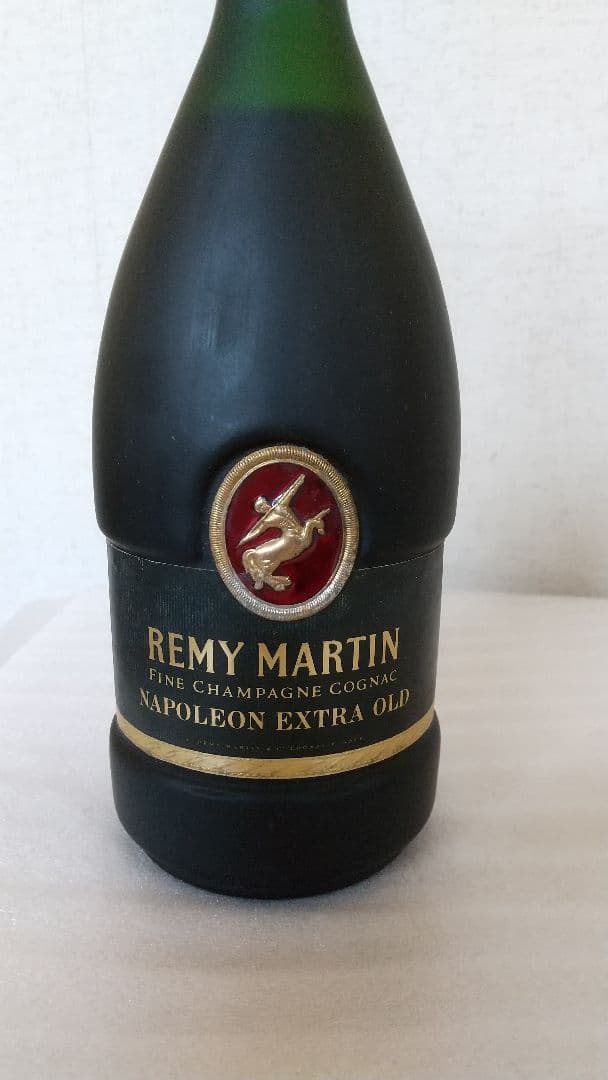 REMY MARTIN
FINE CHAMPAGNE COGNAC
NAPOLEON EXTRA OLD